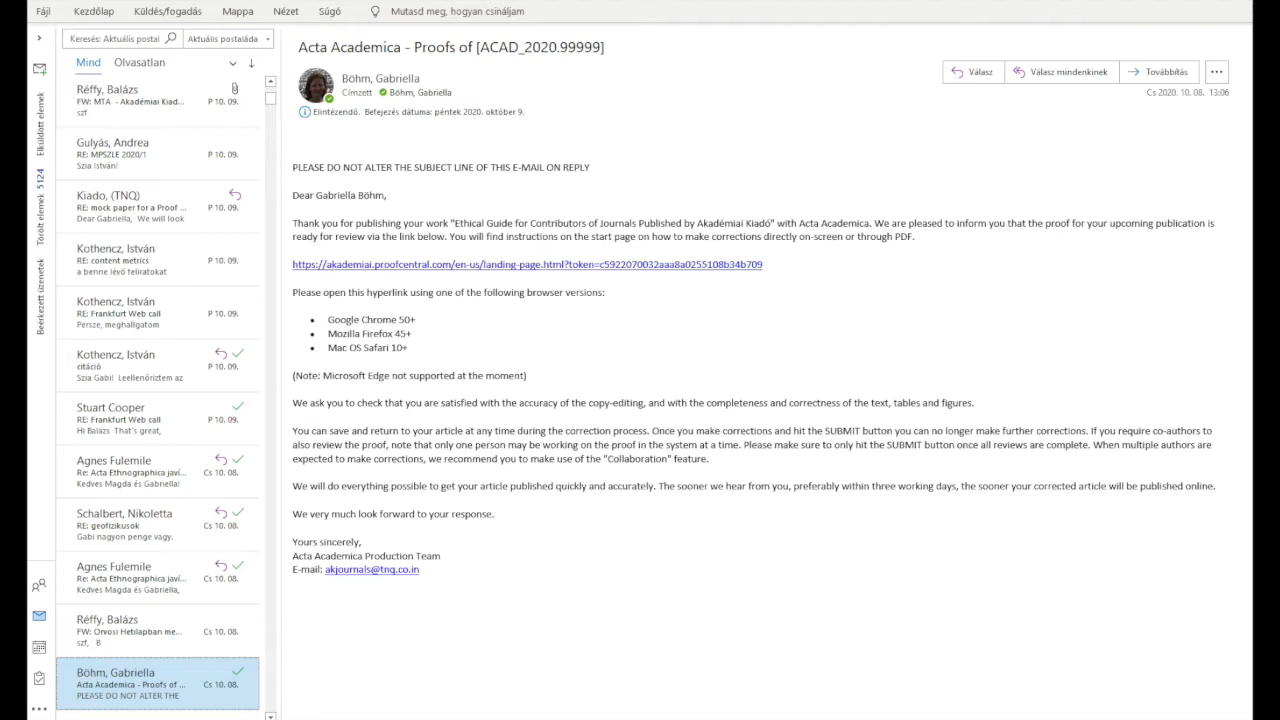 Fájl Kezdőlap Küldés/fogadás Mappa Nézet Súgó Mutasd meg, hogyan csináljam
Keresés: Aktuális postal Aktuális postaláda
Mind Olvasatlan
Réffy, Balázs
FW: MTA - Akadémiai Kiad... P 10. 09.
szf
Gulyás, Andrea
RE: MPSZLE 2020/1 P 10. 09.
Szia István!
Kiado, (TNQ)
RE: mock paper for a Proof ... P 10. 09.
Dear Gabriella, We will look
Kothencz, István
RE: content metrics P 10. 09.
a benne lévő feliratokat
Kothencz, István
RE: Frankfurt Web call P 10. 09.
Persze, meghallgatom
Kothencz, István
citáció P 10. 09.
Szia Gabi! Leellenőriztem az
Stuart Cooper
RE: Frankfurt Web call P 10. 09.
Hi Balazs That's great,
Agnes Fulemile
Re: Acta Ethnographica javí... Cs 10. 08.
Kedves Magda és Gabriella!
Schalbert, Nikoletta
RE: geofizikusok Cs 10. 08.
Gabi nagyon penge vagy.
Agnes Fulemile
Re: Acta Ethnographica javí... Cs 10. 08.
Kedves Magda és Gabriella,
Réffy, Balázs
FW: Orvosi Hetilapban me... Cs 10. 08.
szf, B
Böhm, Gabriella
Acta Academica - Proofs of ... Cs 10. 08.
PLEASE DO NOT ALTER THE
Elküldött elemek
Törölt elemek 5124
Beérkezett üzenetek
Acta Academica - Proofs of [ACAD_2020.99999]
Böhm, Gabriella
Címzett Böhm, Gabriella
Válasz Válasz mindenkinek Továbbítás
Cs 2020. 10. 08. 13:06
Elintézendő. Befejezés dátuma: péntek 2020. október 9.
PLEASE DO NOT ALTER THE SUBJECT LINE OF THIS E-MAIL ON REPLY
Dear Gabriella Böhm,
Thank you for publishing your work "Ethical Guide for Contributors of Journals Published by Akadémiai Kiadó" with Acta Academica. We are pleased to inform you that the proof for your upcoming publication is
ready for review via the link below. You will find instructions on the start page on how to make corrections directly on-screen or through PDF.
https://akademiai.proofcentral.com/en-us/landing-page.html?token=c5922070032aaa8a0255108b34b709
Please open this hyperlink using one of the following browser versions:
• Google Chrome 50+
• Mozilla Firefox 45+
• Mac OS Safari 10+
(Note: Microsoft Edge not supported at the moment)
We ask you to check that you are satisfied with the accuracy of the copy-editing, and with the completeness and correctness of the text, tables and figures.
You can save and return to your article at any time during the correction process. Once you make corrections and hit the SUBMIT button you can no longer make further corrections. If you require co-authors to
also review the proof, note that only one person may be working on the proof in the system at a time. Please make sure to only hit the SUBMIT button once all reviews are complete. When multiple authors are
expected to make corrections, we recommend you to make use of the "Collaboration" feature.
We will do everything possible to get your article published quickly and accurately. The sooner we hear from you, preferably within three working days, the sooner your corrected article will be published online.
We very much look forward to your response.
Yours sincerely,
Acta Academica Production Team
E-mail: akjournals@tnq.co.in